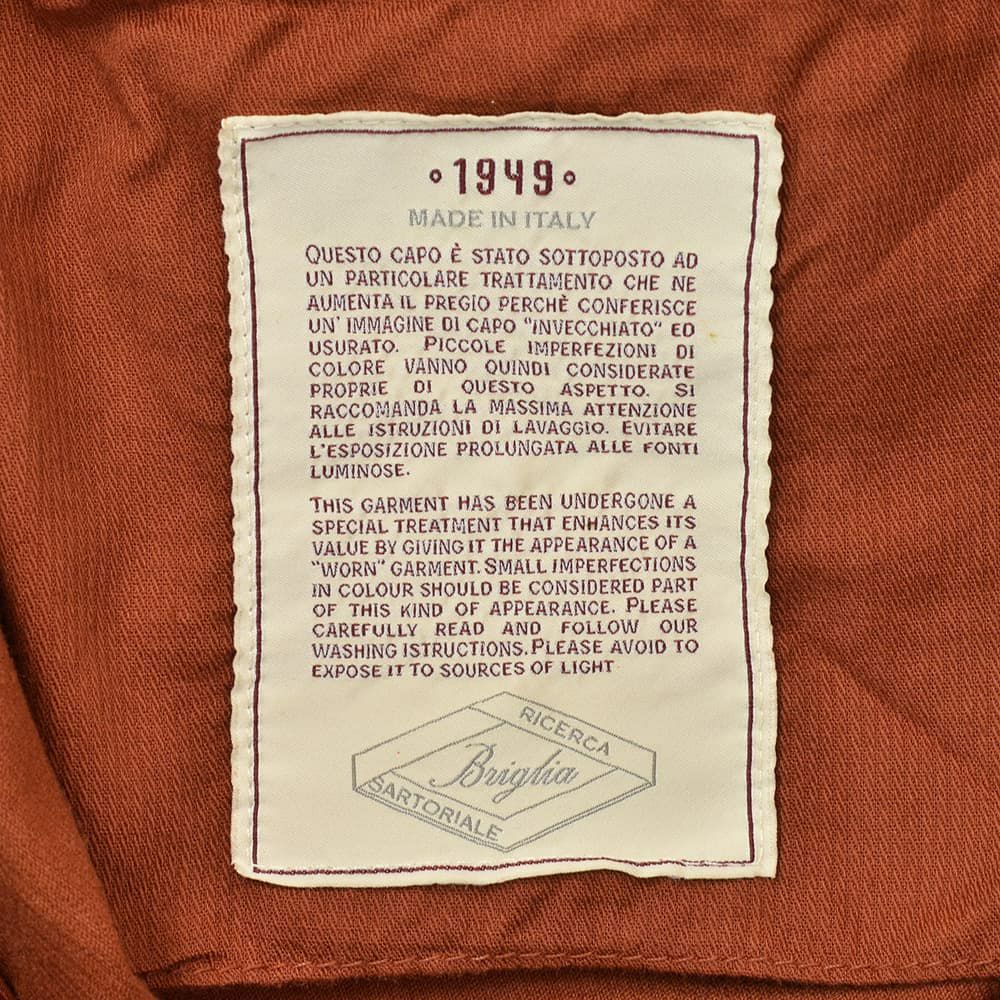 ◦1949◦
MADE IN ITALY
QUESTO CAPO È STATO SOTTOPOSTO AD
UN PARTICOLARE TRATTAMENTO CHE NE
AUMENTA IL PREGIO PERCHÈ CONFERISCE
UN' IMMAGINE DI CAPO "INVECCHIATO" ED
USURATO. PICCOLE IMPERFEZIONI DI
COLORE VANNO QUINDI CONSIDERATE
PROPRIE DI QUESTO ASPETTO. SI
RACCOMANDA LA MASSIMA ATTENZIONE
ALLE ISTRUZIONI DI LAVAGGIO. EVITARE
L'ESPOSIZIONE PROLUNGATA ALLE FONTI
LUMINOSE.
THIS GARMENT HAS BEEN UNDERGONE A
SPECIAL TREATMENT THAT ENHANCES ITS
VALUE BY GIVING IT THE APPEARANCE OF A
"WORN" GARMENT. SMALL IMPERFECTIONS
IN COLOUR SHOULD BE CONSIDERED PART
OF THIS KIND OF APPEARANCE. PLEASE
CAREFULLY READ AND FOLLOW OUR
WASHING ISTRUCTIONS. PLEASE AVOID TO
EXPOSE IT TO SOURCES OF LIGHT
RICERCA
Briglia
SARTORIALE